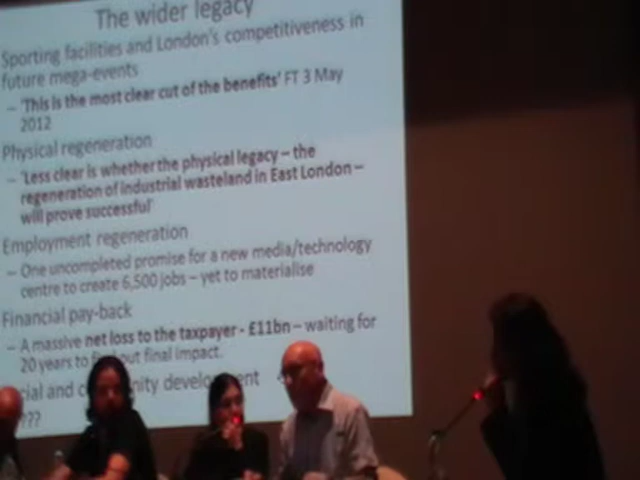 The wider legacy
Sporting facilities and London's competitiveness in
future mega-events
– 'This is the most clear cut of the benefits' FT 3 May
2012
Physical regeneration
– 'Less clear is whether the physical legacy – the
regeneration of industrial wasteland in East London –
will prove successful'
Employment regeneration
– One uncompleted promise for a new media/technology
centre to create 6,500 jobs – yet to materialise
Financial pay-back
– A massive net loss to the taxpayer - £11bn – waiting for
20 years to find out final impact.
and development
???